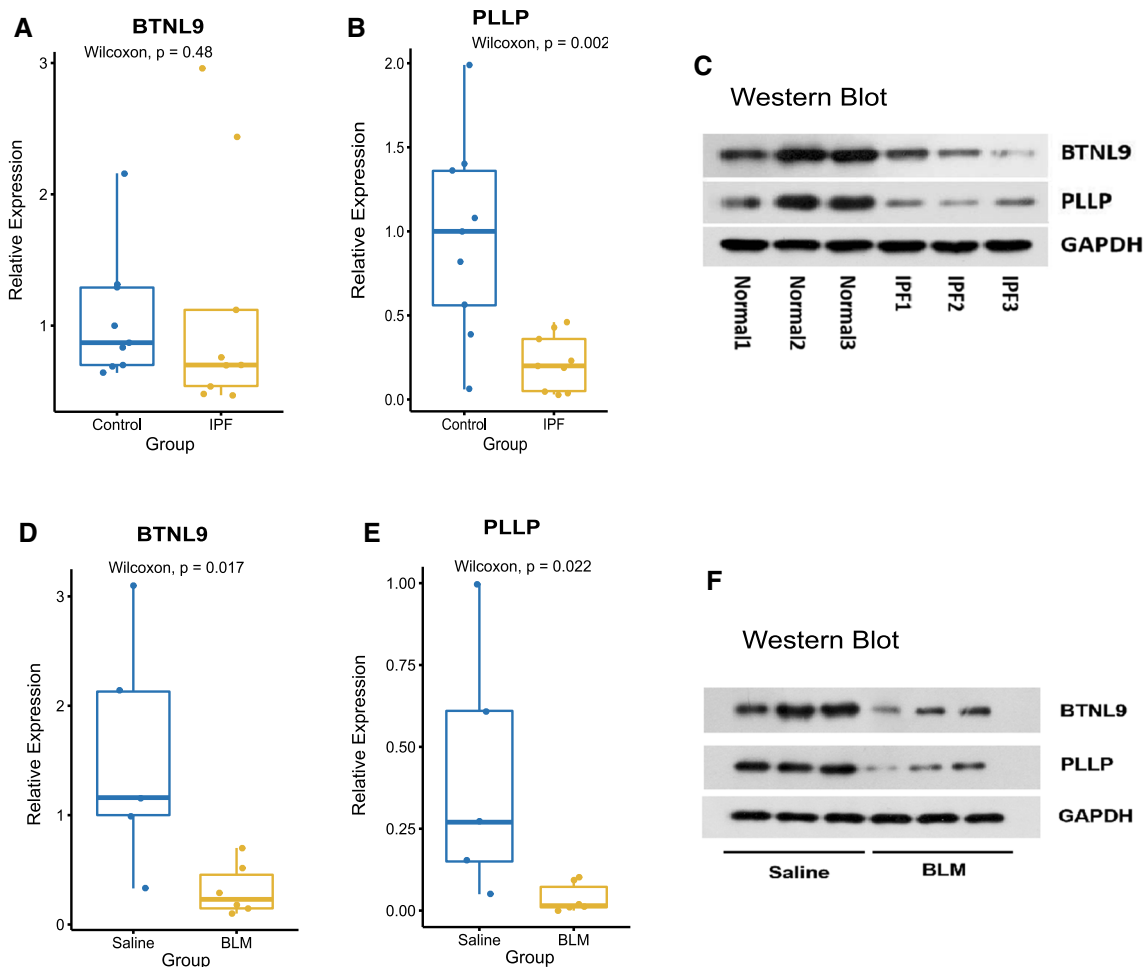 A
BTNL9
Wilcoxon, p = 0.48
Relative Expression
3
2
1
Control
IPF
Group
B
PLLP
Wilcoxon, p = 0.002
Relative Expression
2.0
1.5
1.0
0.5
0.0
Control
IPF
Group
C
Western Blot
BTNL9
PLLP
GAPDH
Normal1
Normal2
Normal3
IPF1
IPF2
IPF3
D
BTNL9
Wilcoxon, p = 0.017
Relative Expression
3
2
1
0
Saline
BLM
Group
E
PLLP
Wilcoxon, p = 0.022
Relative Expression
1.00
0.75
0.50
0.25
0.00
Saline
BLM
Group
F
Western Blot
BTNL9
PLLP
GAPDH
Saline
BLM